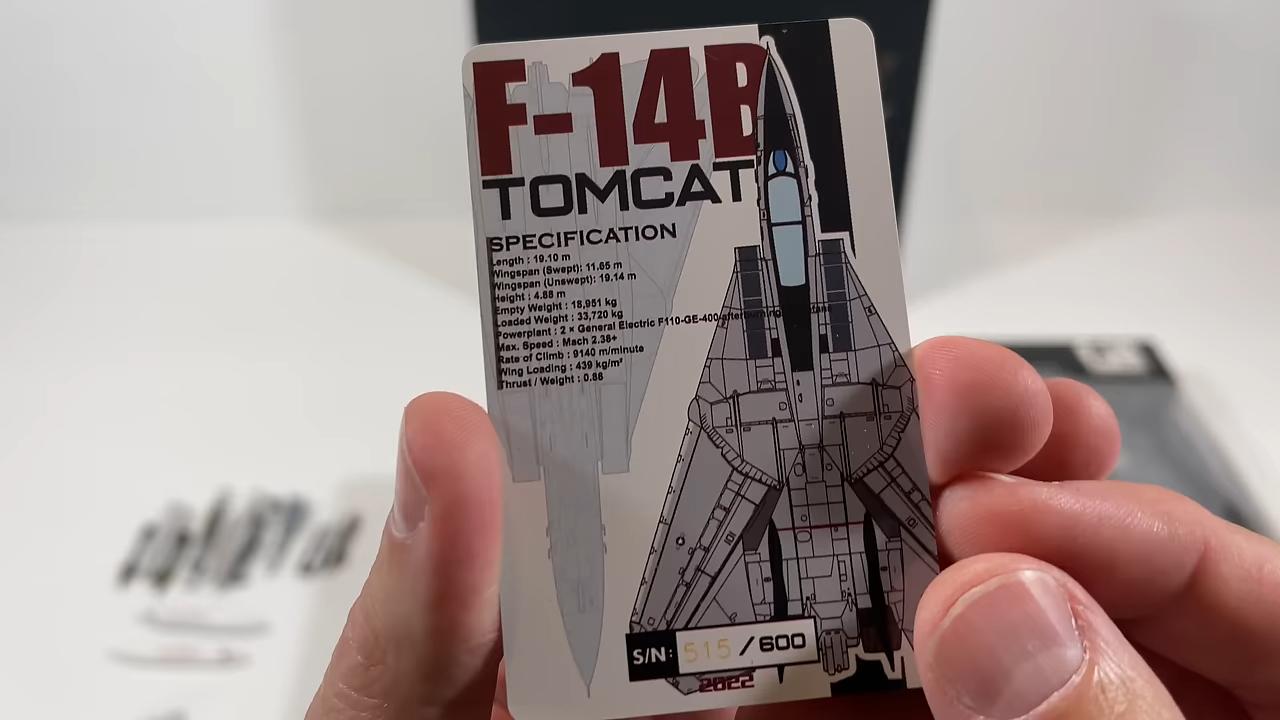 F-14B
TOMCAT
SPECIFICATION
Length : 19.10 m
Wingspan (Swept): 11.65 m
Wingspan (Unswept): 19.14 m
Height : 4.88 m
Empty Weight : 18,951 kg
Loaded Weight : 33,720 kg
Powerplant : 2 × General Electric F110-GE-400 afterburning
Max. Speed : Mach 2.38+
Rate of Climb : 9140 m/minute
Wing Loading : 439 kg/m²
Thrust / Weight : 0.88
S/N: 515 /600
2022